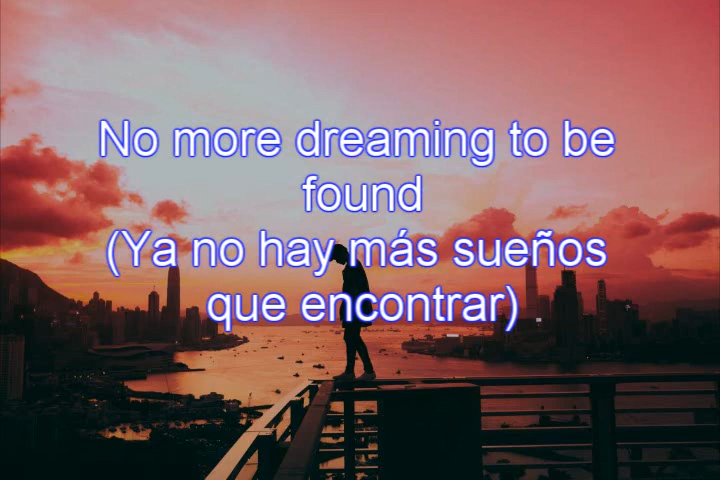 No more dreaming to be
found
(Ya no hay más sueños
que encontrar)